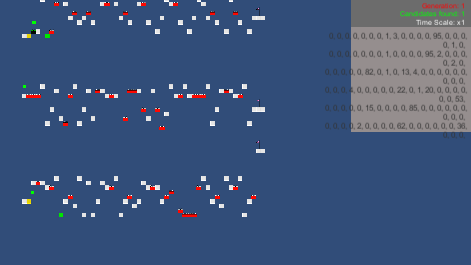 Generation: 1
Candidates found: 1
Time Scale: x1
0, 0, 0, 0, 0, 0, 1, 3, 0, 0, 0, 0, 95, 0, 0, 0,
0, 1, 0,
0, 0, 0, 0, 0, 0, 1, 0, 0, 0, 0, 95, 2, 0, 0, 0,
0, 2, 0,
0, 0, 0, 82, 0, 1, 0, 13, 4, 0, 0, 0, 0, 0, 0,
0, 0, 0,
0, 0, 4, 0, 0, 0, 0, 22, 0, 1, 20, 0, 0, 0, 0,
0, 0, 53,
0, 0, 0, 0, 15, 0, 0, 0, 85, 0, 0, 0, 0, 0, 0,
0, 0, 0,
0, 0, 0, 2, 0, 0, 0, 0, 62, 0, 0, 0, 0, 0, 36,
0, 0, 0,